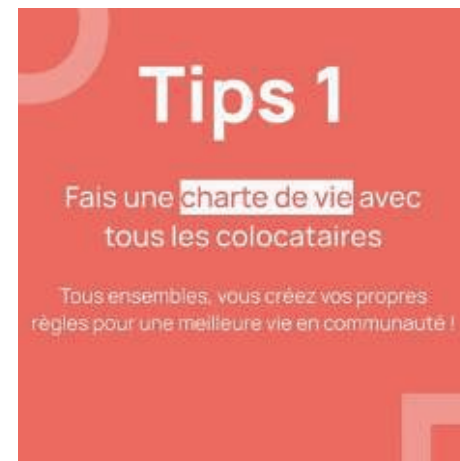 Tips 1
Fais une charte de vie avec
tous les colocataires
Tous ensembles, vous créez vos propres
règles pour une meilleure vie en communauté !